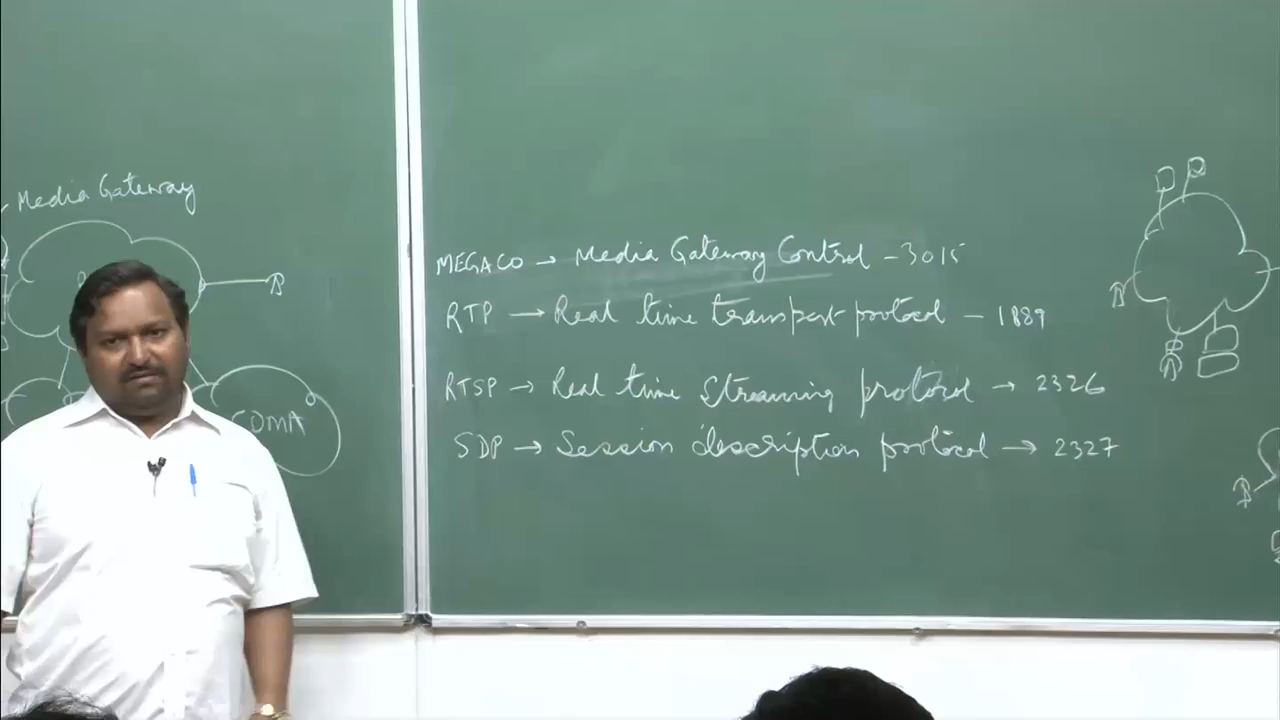 Media Gateway
CDMA
MEGACO → Media Gateway Control - 3015
RTP → Real time transport protocol - 1889
RTSP → Real time Streaming protocol → 2326
SDP → Session description protocol → 2327